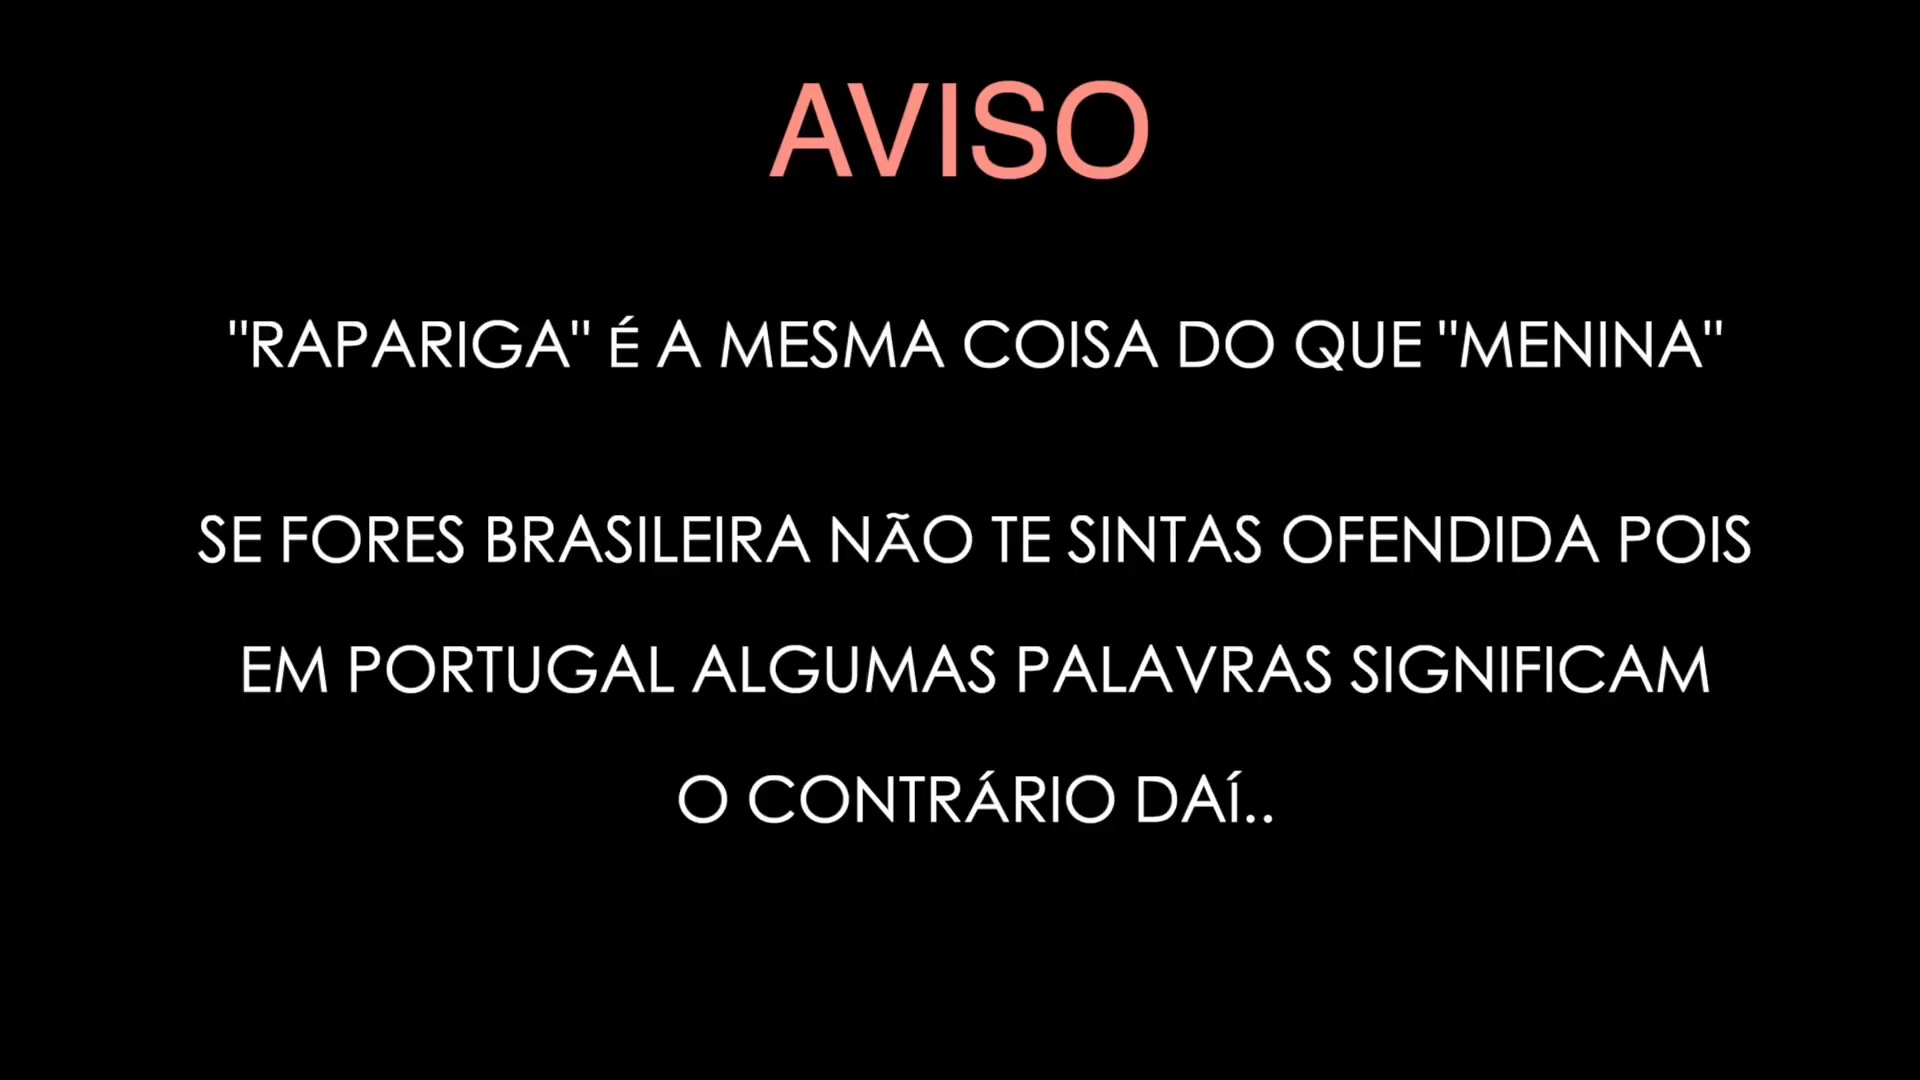 AVISO
"RAPARIGA" É A MESMA COISA DO QUE "MENINA"
SE FORES BRASILEIRA NÃO TE SINTAS OFENDIDA POIS
EM PORTUGAL ALGUMAS PALAVRAS SIGNIFICAM
O CONTRÁRIO DAÍ..